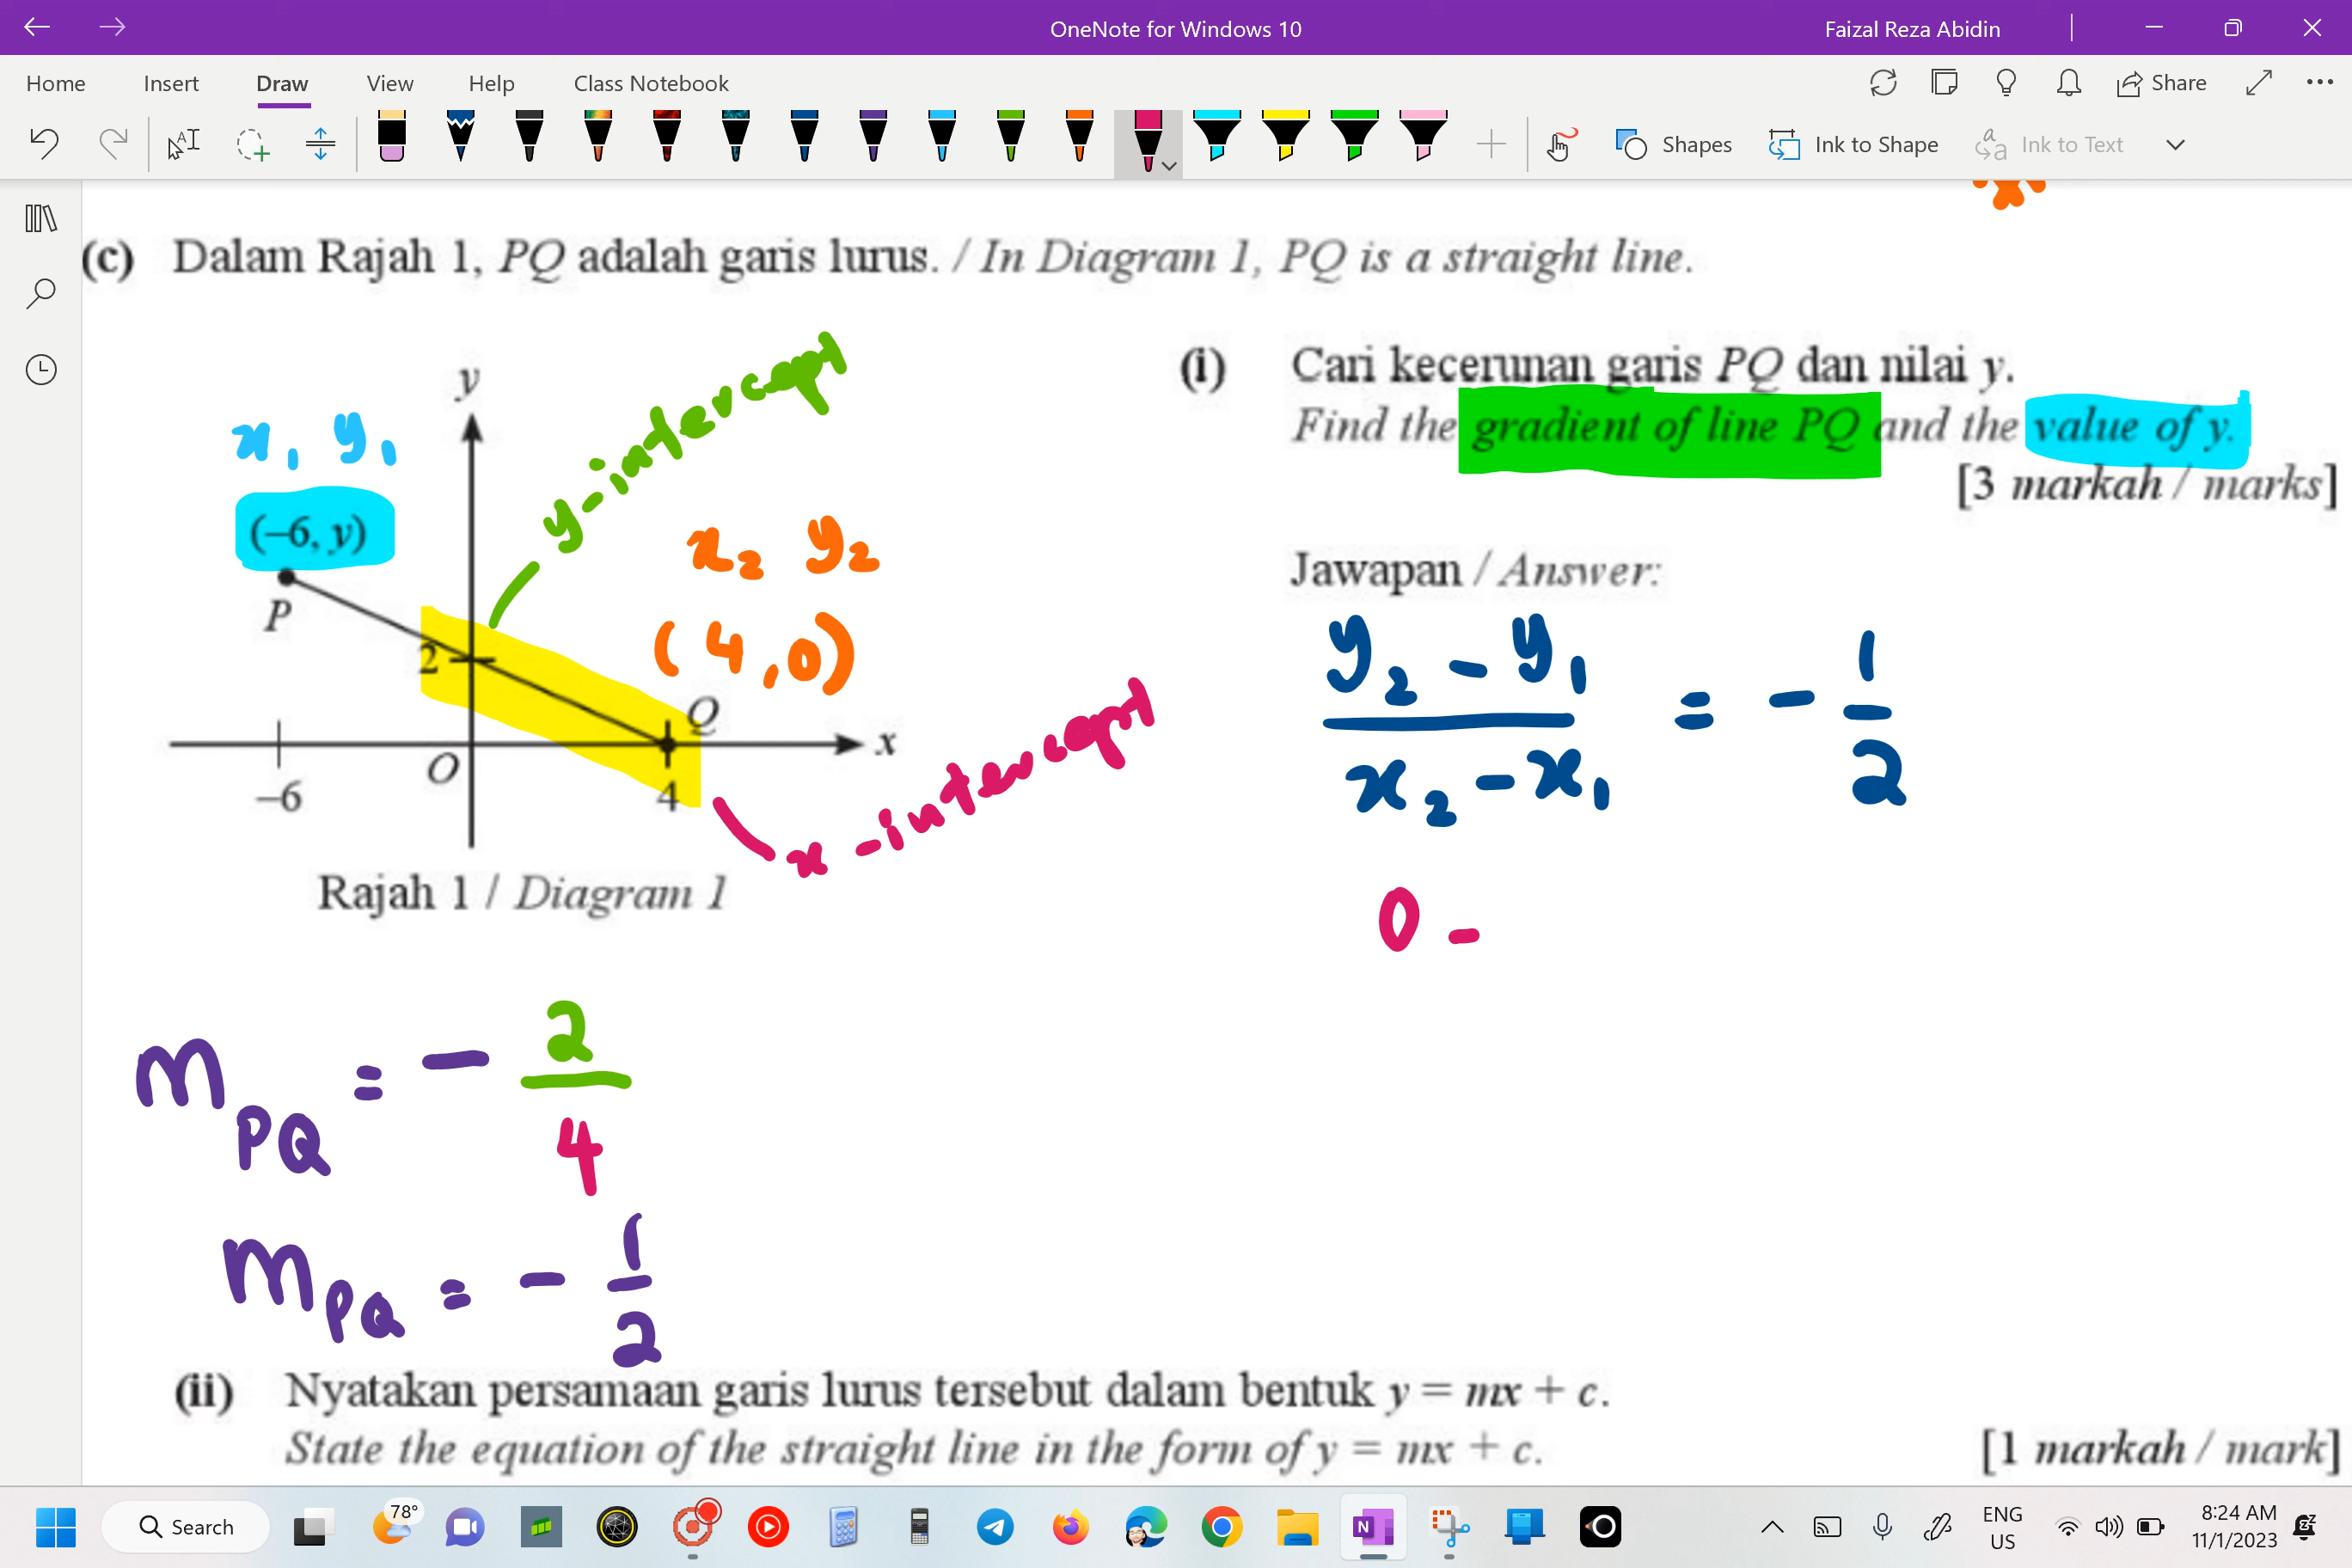 OneNote for Windows 10
Faizal Reza Abidin
Home Insert Draw View Help Class Notebook
Share
Shapes Ink to Shape Ink to Text
(c) Dalam Rajah 1, PQ adalah garis lurus. / In Diagram 1, PQ is a straight line.
y
y-intercept
x₁ y₁
(–6, y)
P
x₂ y₂
(4,0)
2
Q
x
O
–6
4
x-intercept
Rajah 1 / Diagram 1
(i) Cari kecerunan garis PQ dan nilai y.
Find the gradient of line PQ and the value of y.
[3 markah / marks]
Jawapan / Answer:
y₂ - y₁
x₂ - x₁
= - 1
2
0 -
m PQ = - 2
4
m PQ = - 1
2
(ii) Nyatakan persamaan garis lurus tersebut dalam bentuk y = mx + c.
State the equation of the straight line in the form of y = mx + c.
[1 markah / mark]
78°
Search
ENG
US
8:24 AM
11/1/2023